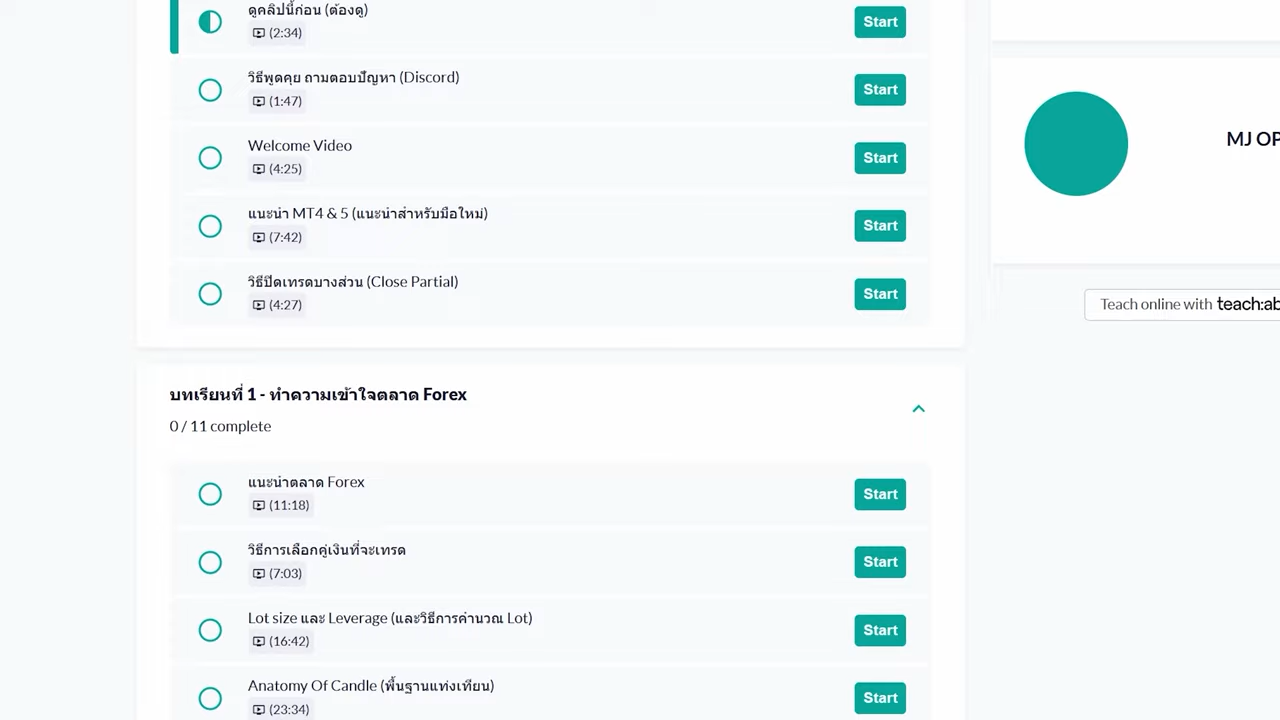 ดูคลิปนี้ก่อน (ต้องดู)
(2:34)
Start
วิธีพูดคุย ถามตอบปัญหา (Discord)
(1:47)
Start
Welcome Video
(4:25)
Start
แนะนำ MT4 & 5 (แนะนำสำหรับมือใหม่)
(7:42)
Start
วิธีปิดเทรดบางส่วน (Close Partial)
(4:27)
Start
บทเรียนที่ 1 - ทำความเข้าใจตลาด Forex
0 / 11 complete
แนะนำตลาด Forex
(11:18)
Start
วิธีการเลือกคู่เงินที่จะเทรด
(7:03)
Start
Lot size และ Leverage (และวิธีการคำนวณ Lot)
(16:42)
Start
Anatomy Of Candle (พื้นฐานแท่งเทียน)
(23:34)
Start
MJ OP
Teach online with teach:ab